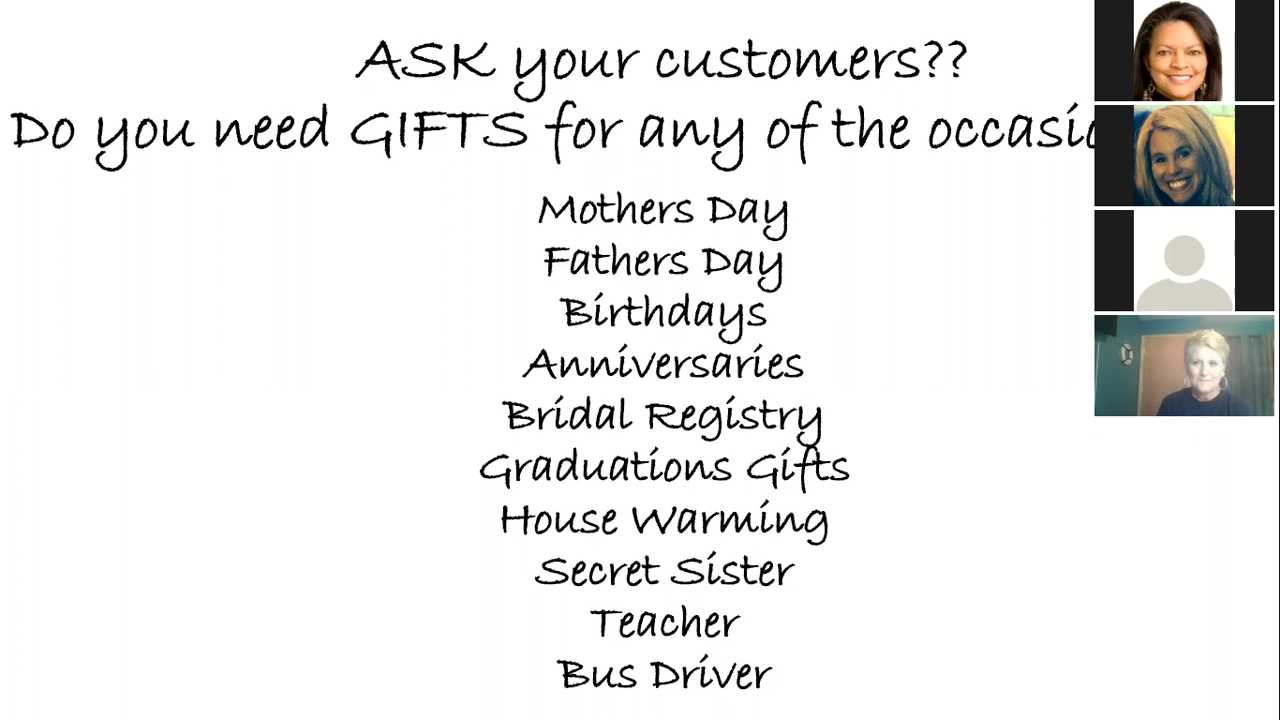 ASK your customers??
Do you need GIFTS for any of the
Mothers Day
Fathers Day
Birthdays
Anniversaries
Bridal Registry
Graduations Gifts
House Warming
Secret Sister
Teacher
Bus Driver